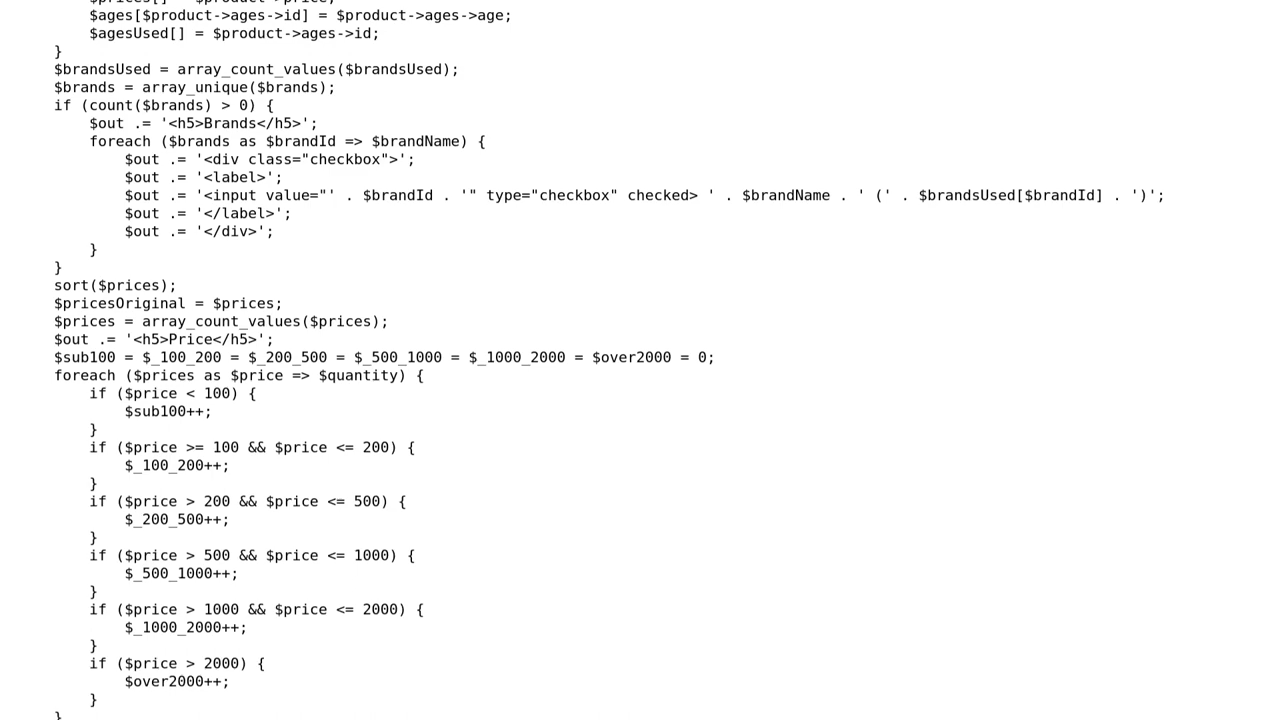 $prices[] = $product->price;
$ages[$product->ages->id] = $product->ages->age;
$agesUsed[] = $product->ages->id;
}
$brandsUsed = array_count_values($brandsUsed);
$brands = array_unique($brands);
if (count($brands) > 0) {
$out .= '<h5>Brands</h5>';
foreach ($brands as $brandId => $brandName) {
$out .= '<div class="checkbox">';
$out .= '<label>';
$out .= '<input value="' . $brandId . '" type="checkbox" checked> ' . $brandName . ' (' . $brandsUsed[$brandId] . ')';
$out .= '</label>';
$out .= '</div>';
}
}
sort($prices);
$pricesOriginal = $prices;
$prices = array_count_values($prices);
$out .= '<h5>Price</h5>';
$sub100 = $_100_200 = $_200_500 = $_500_1000 = $_1000_2000 = $over2000 = 0;
foreach ($prices as $price => $quantity) {
if ($price < 100) {
$sub100++;
}
if ($price >= 100 && $price <= 200) {
$_100_200++;
}
if ($price > 200 && $price <= 500) {
$_200_500++;
}
if ($price > 500 && $price <= 1000) {
$_500_1000++;
}
if ($price > 1000 && $price <= 2000) {
$_1000_2000++;
}
if ($price > 2000) {
$over2000++;
}
}